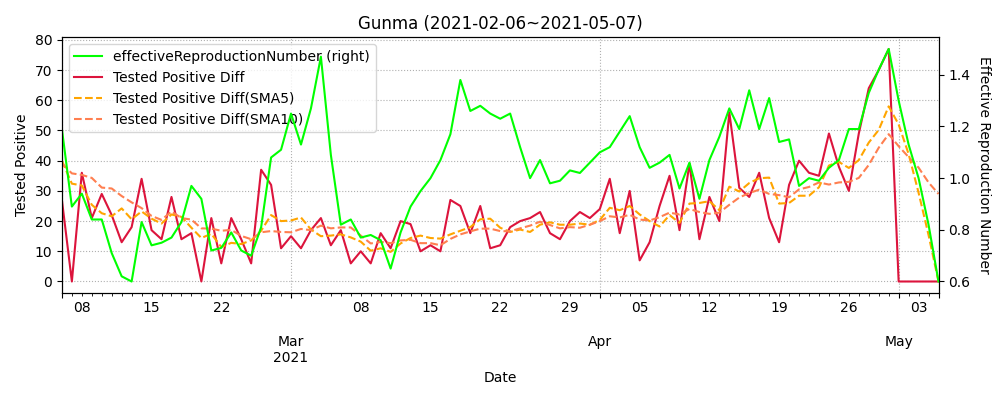 Gunma (2021-02-06~2021-05-07)
effectiveReproductionNumber (right)
Tested Positive Diff
Tested Positive Diff(SMA5)
Tested Positive Diff(SMA10)
Tested Positive
80
70
60
50
40
30
20
10
0
1.4
1.2
1.0
0.8
0.6
Effective Reproduction Number
08 15 22 08 15 22 29 05 12 19 26 03
Mar Apr May
2021
Date